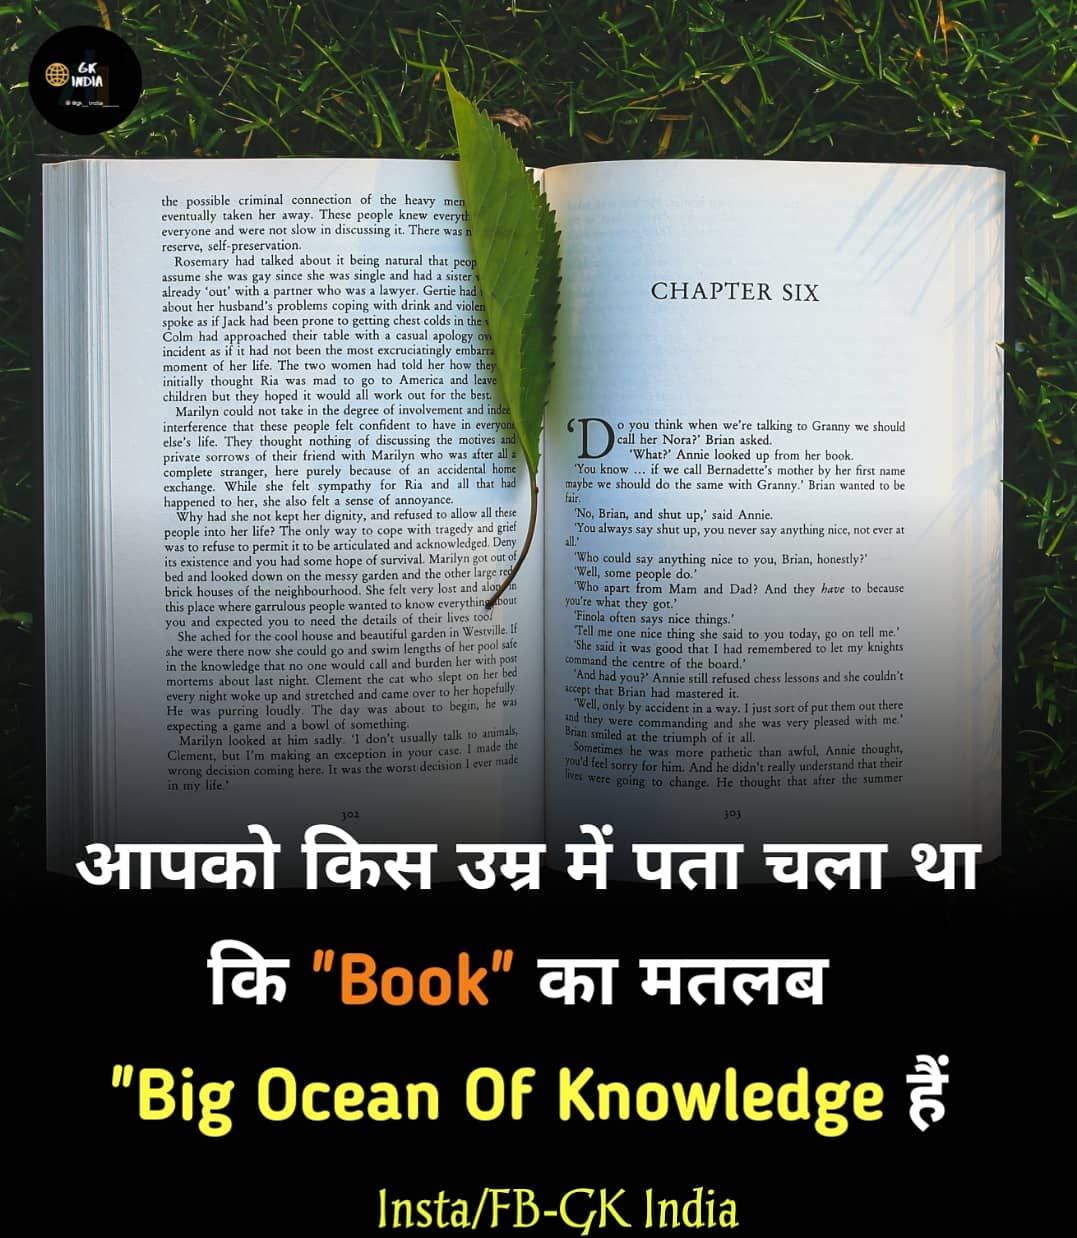 GK
INDIA
the possible criminal connection of the heavy men
eventually taken her away. These people knew everyth
everyone and were not slow in discussing it. There was n
reserve, self-preservation.
Rosemary had talked about it being natural that peop
assume she was gay since she was single and had a sister
already ‘out’ with a partner who was a lawyer. Gertie had
about her husband’s problems coping with drink and violen
spoke as if Jack had been prone to getting chest colds in the
Colm had approached their table with a casual apology ov
incident as if it had not been the most excruciatingly embarra
moment of her life. The two women had told her how they
initially thought Ria was mad to go to America and leave
children but they hoped it would all work out for the best.
Marilyn could not take in the degree of involvement and indee
interference that these people felt confident to have in everyone
else’s life. They thought nothing of discussing the motives and
private sorrows of their friend with Marilyn who was after all a
complete stranger, here purely because of an accidental home
exchange. While she felt sympathy for Ria and all that had
happened to her, she also felt a sense of annoyance.
Why had she not kept her dignity, and refused to allow all these
people into her life? The only way to cope with tragedy and grief
was to refuse to permit it to be articulated and acknowledged. Deny
its existence and you had some hope of survival. Marilyn got out of
bed and looked down on the messy garden and the other large red
brick houses of the neighbourhood. She felt very lost and alone in
this place where garrulous people wanted to know everything about
you and expected you to need the details of their lives too.
She ached for the cool house and beautiful garden in Westville. If
she were there now she could go and swim lengths of her pool safe
in the knowledge that no one would call and burden her with post
mortems about last night. Clement the cat who slept on her bed
every night woke up and stretched and came over to her hopefully.
He was purring loudly. The day was about to begin, he was
expecting a game and a bowl of something.
Marilyn looked at him sadly. ‘I don’t usually talk to animals,
Clement, but I’m making an exception in your case. I made the
wrong decision coming here. It was the worst decision I ever made
in my life.’
302
CHAPTER SIX
‘Do you think when we’re talking to Granny we should
call her Nora?’ Brian asked.
‘What?’ Annie looked up from her book.
‘You know ... if we call Bernadette’s mother by her first name
maybe we should do the same with Granny.’ Brian wanted to be
fair.
‘No, Brian, and shut up,’ said Annie.
‘You always say shut up, you never say anything nice, not ever at
all.’
‘Who could say anything nice to you, Brian, honestly?’
‘Well, some people do.’
‘Who apart from Mam and Dad? And they have to because
you’re what they got.’
‘Finola often says nice things.’
‘Tell me one nice thing she said to you today, go on tell me.’
‘She said it was good that I had remembered to let my knights
command the centre of the board.’
‘And had you?’ Annie still refused chess lessons and she couldn’t
accept that Brian had mastered it.
‘Well, only by accident in a way. I just sort of put them out there
and they were commanding and she was very pleased with me.’
Brian smiled at the triumph of it all.
Sometimes he was more pathetic than awful, Annie thought,
you’d feel sorry for him. And he didn’t really understand that their
lives were going to change. He thought that after the summer
303
आपको किस उम्र में पता चला था
कि "Book" का मतलब
"Big Ocean Of Knowledge हैं
Insta/FB-GK India